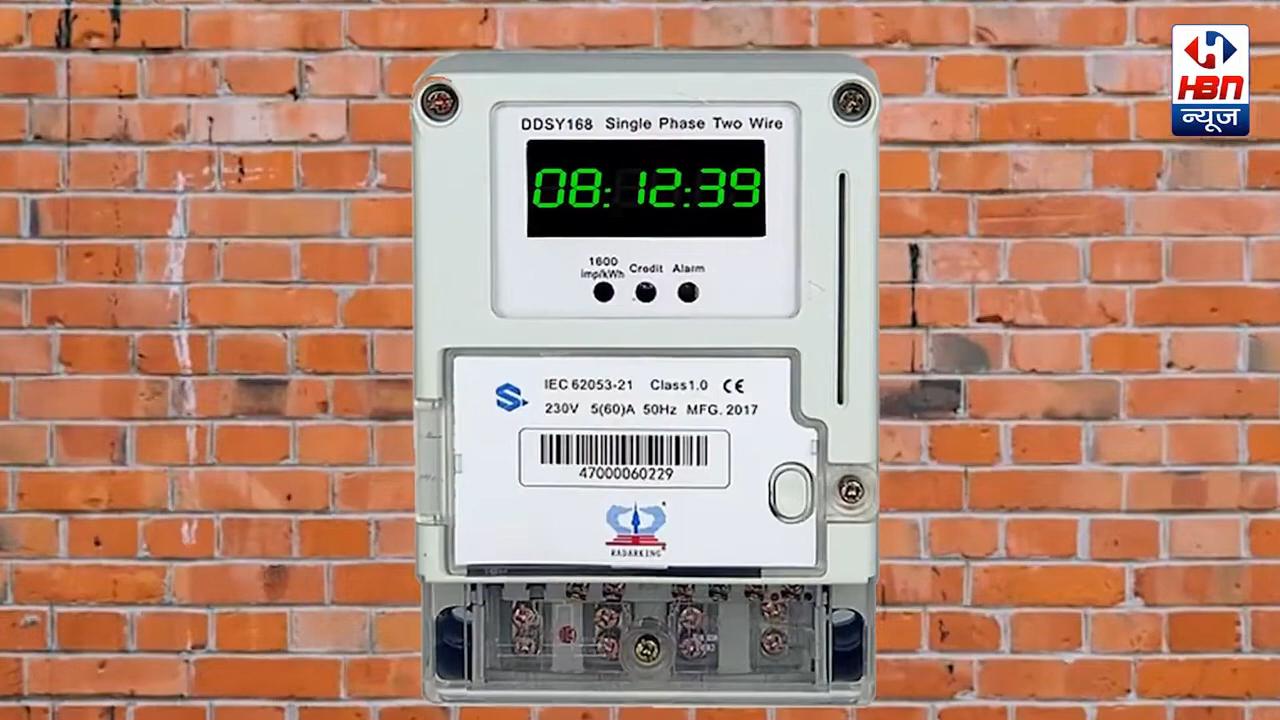 HBN
न्यूज
DDSY168 Single Phase Two Wire
08:12:39
1600
imp/kWh
Credit
Alarm
IEC 62053-21 Class1.0 CE
230V 5(60)A 50Hz MFG. 2017
47000060229
RADARKING